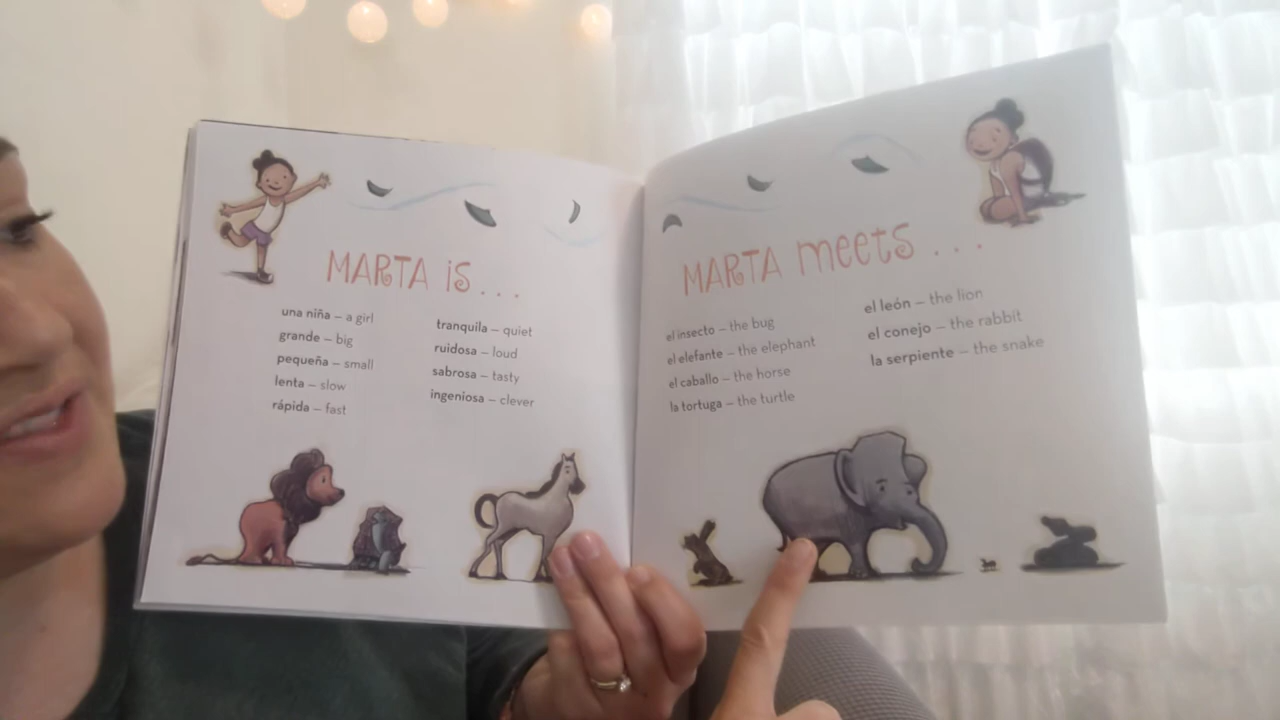 MARTA is...
una niña – a girl
grande – big
pequeña – small
lenta – slow
rápida – fast
tranquila – quiet
ruidosa – loud
sabrosa – tasty
ingeniosa – clever
MARTA meets...
el insecto – the bug
el elefante – the elephant
el caballo – the horse
la tortuga – the turtle
el león – the lion
el conejo – the rabbit
la serpiente – the snake